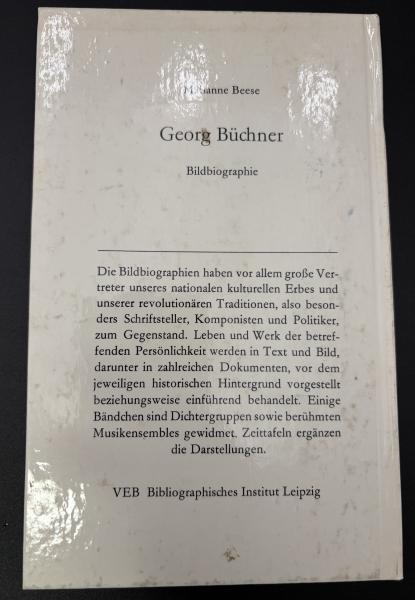 Marianne Beese
Georg Büchner
Bildbiographie
Die Bildbiographien haben vor allem große Ver-
treter unseres nationalen kulturellen Erbes und
unserer revolutionären Traditionen, also beson-
ders Schriftsteller, Komponisten und Politiker,
zum Gegenstand. Leben und Werk der betref-
fenden Persönlichkeit werden in Text und Bild,
darunter in zahlreichen Dokumenten, vor dem
jeweiligen historischen Hintergrund vorgestellt
beziehungsweise einführend behandelt. Einige
Bändchen sind Dichtergruppen sowie berühmten
Musikensembles gewidmet. Zeittafeln ergänzen
die Darstellungen.
VEB Bibliographisches Institut Leipzig